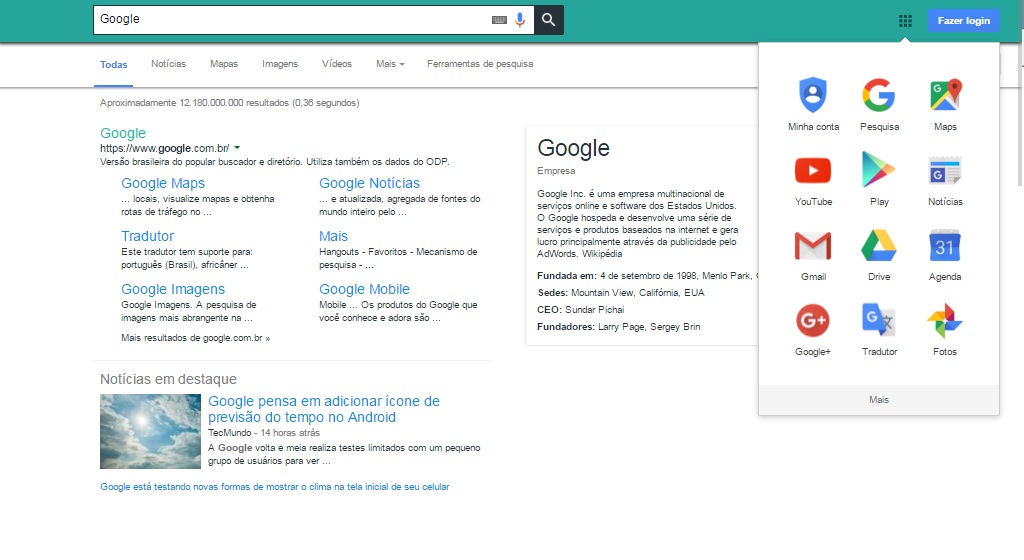 Google
Fazer login
Todas
Notícias
Mapas
Imagens
Vídeos
Mais
Ferramentas de pesquisa
Aproximadamente 12.180.000.000 resultados (0,36 segundos)
Google
https://www.google.com.br/
Versão brasileira do popular buscador e diretório. Utiliza também os dados do ODP.
Google Maps
... locais, visualize mapas e obtenha
rotas de tráfego no ...
Google Notícias
... e atualizada, agregada de fontes do
mundo inteiro pelo ...
Tradutor
Este tradutor tem suporte para:
português (Brasil), africâner ...
Mais
Hangouts - Favoritos - Mecanismo de
pesquisa - ...
Google Imagens
Google Imagens. A pesquisa de
imagens mais abrangente na ...
Google Mobile
Mobile ... Os produtos do Google que
você conhece e adora são ...
Mais resultados de google.com.br »
Notícias em destaque
Google pensa em adicionar ícone de
previsão do tempo no Android
TecMundo - 14 horas atrás
A Google volta e meia realiza testes limitados com um pequeno
grupo de usuários para ver ...
Google está testando novas formas de mostrar o clima na tela inicial de seu celular
Google
Empresa
Google Inc. é uma empresa multinacional de
serviços online e software dos Estados Unidos.
O Google hospeda e desenvolve uma série de
serviços e produtos baseados na internet e gera
lucro principalmente através da publicidade pelo
AdWords. Wikipédia
Fundada em: 4 de setembro de 1998, Menlo Park,
Sedes: Mountain View, Califórnia, EUA
CEO: Sundar Pichai
Fundadores: Larry Page, Sergey Brin
Minha conta
Pesquisa
Maps
YouTube
Play
Notícias
Gmail
Drive
31
Agenda
G+
Google+
Tradutor
Fotos
Mais